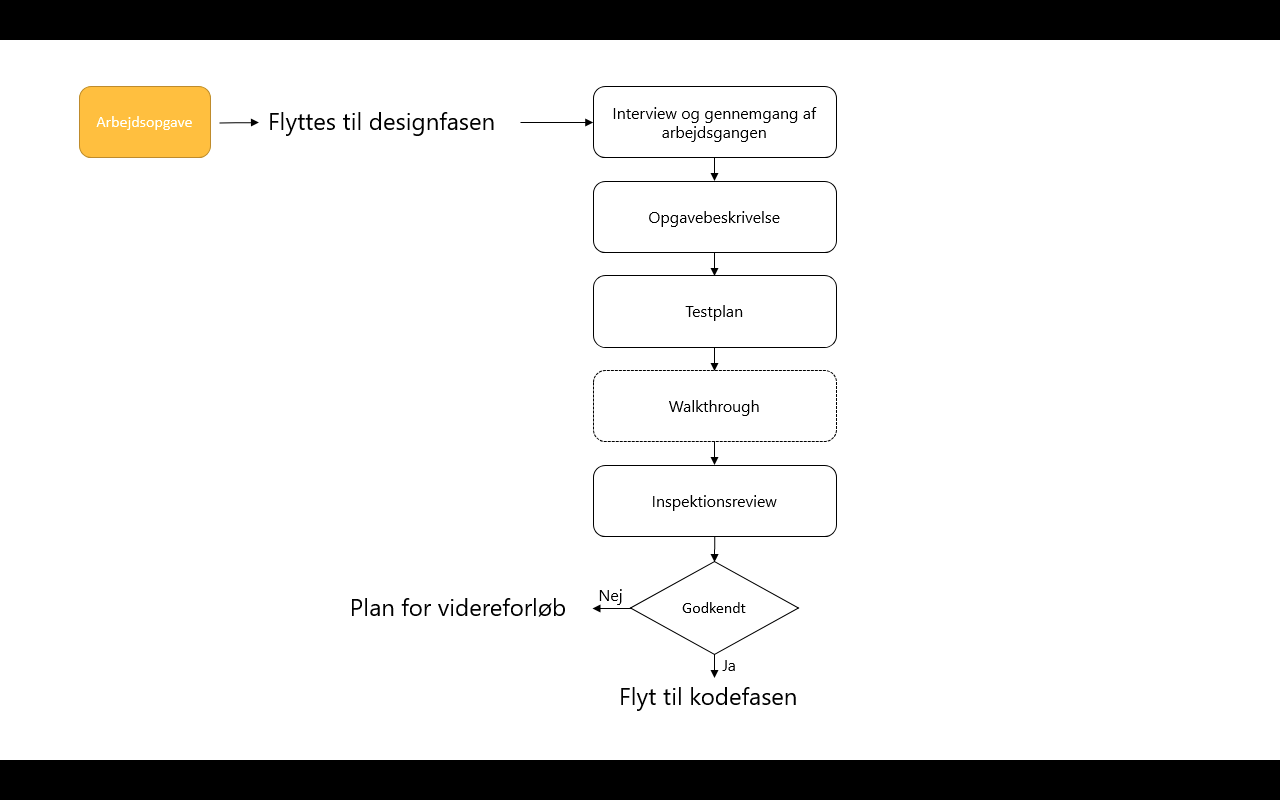 Arbejdsopgave
Flyttes til designfasen
Interview og gennemgang af
arbejdsgangen
Opgavebeskrivelse
Testplan
Walkthrough
Inspektionsreview
Godkendt
Nej
Plan for videreforløb
Ja
Flyt til kodefasen